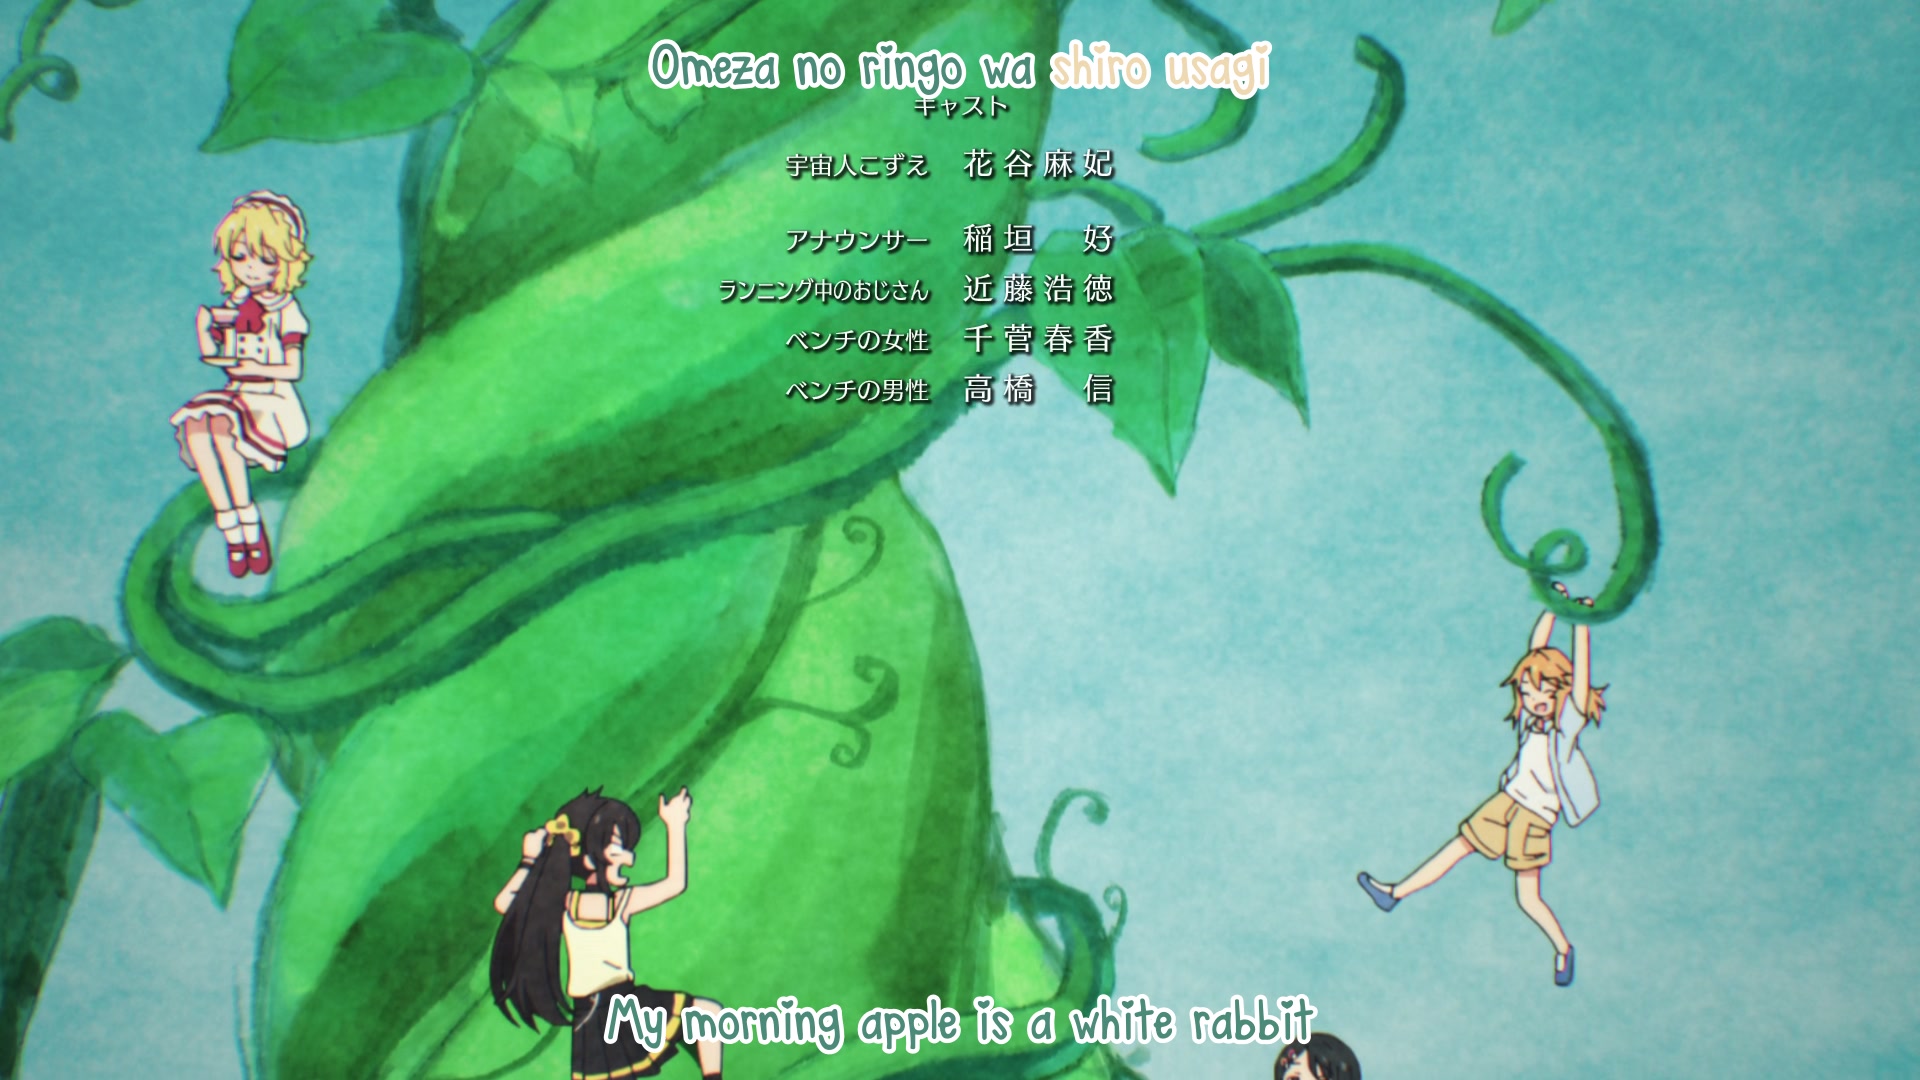 Omeza no ringo wa shiro usagi
キャスト
宇宙人こずえ 花谷麻妃
アナウンサー 稲垣 好
ランニング中のおじさん 近藤浩徳
ベンチの女性 千菅春香
ベンチの男性 高橋 信
My morning apple is a white rabbit